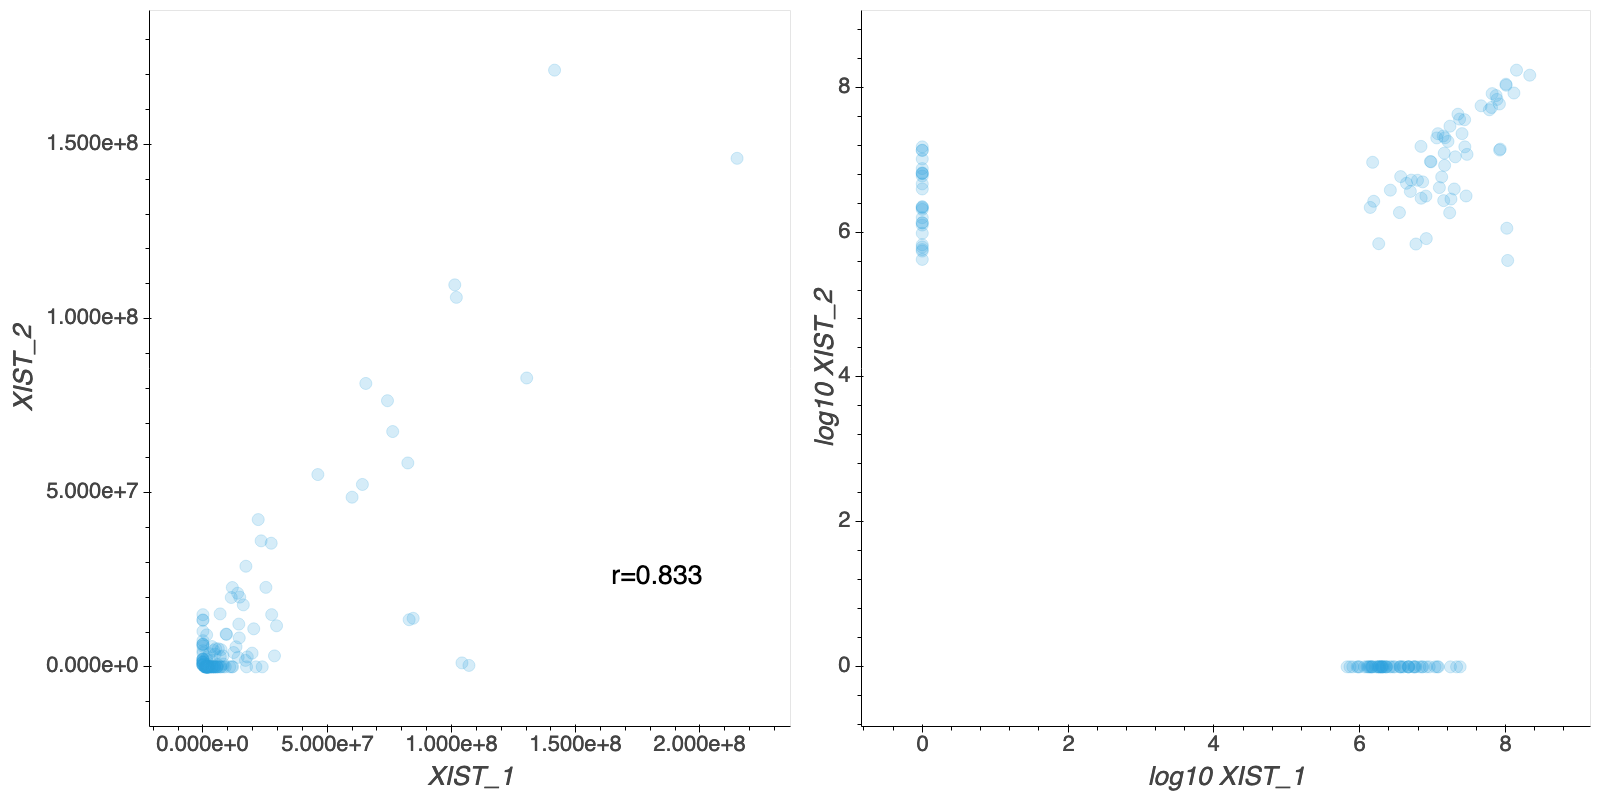 1.500e+8
1.000e+8
5.000e+7
0.000e+0
XIST_2
r=0.833
0.000e+0 5.000e+7 1.000e+8 1.500e+8 2.000e+8
XIST_1
8
6
4
2
0
log10 XIST_2
0 2 4 6 8
log10 XIST_1